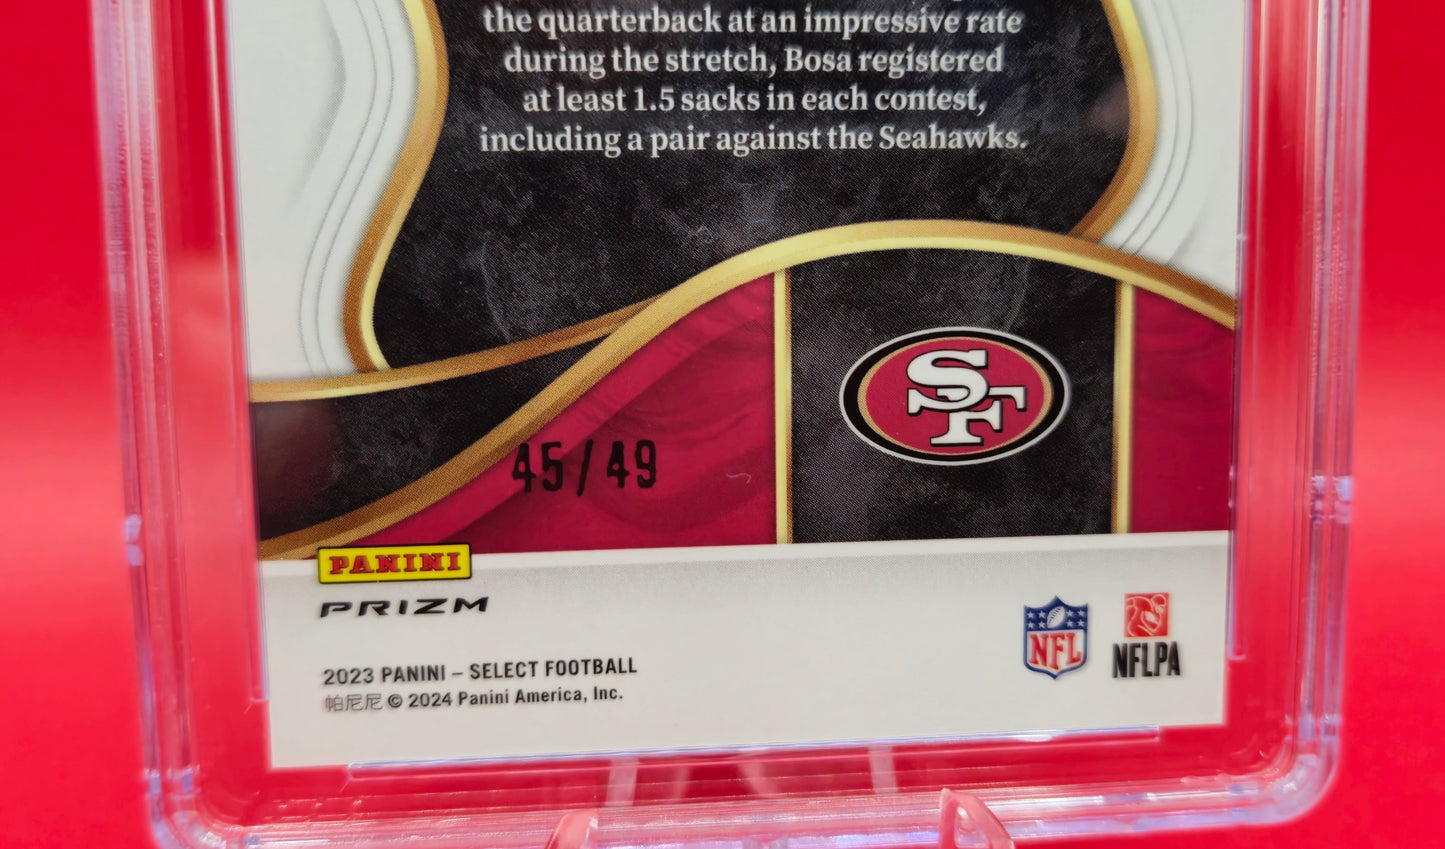 the quarterback at an impressive rate
during the stretch, Bosa registered
at least 1.5 sacks in each contest,
including a pair against the Seahawks.
SF
45/49
PANINI
PRIZM
NFL
NFLPA
2023 PANINI – SELECT FOOTBALL
帕尼尼 © 2024 Panini America, Inc.